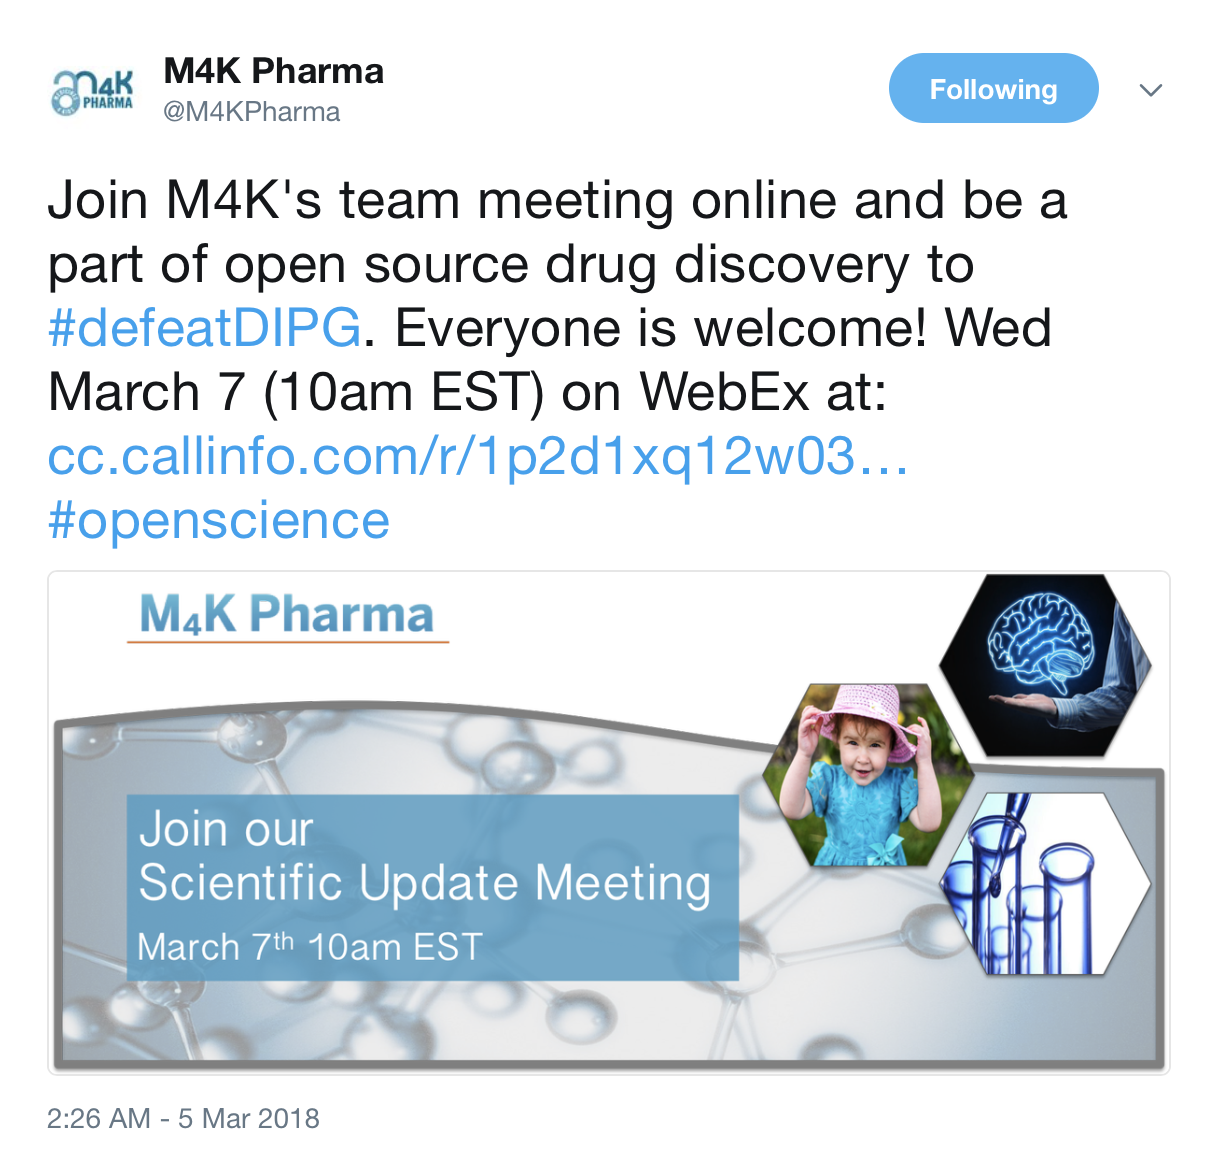 M4K
PHARMA
M4K Pharma
@M4KPharma
Following
Join M4K's team meeting online and be a
part of open source drug discovery to
#defeatDIPG. Everyone is welcome! Wed
March 7 (10am EST) on WebEx at:
cc.callinfo.com/r/1p2d1xq12w03…
#openscience
M4K Pharma
Join our
Scientific Update Meeting
March 7th 10am EST
2:26 AM - 5 Mar 2018